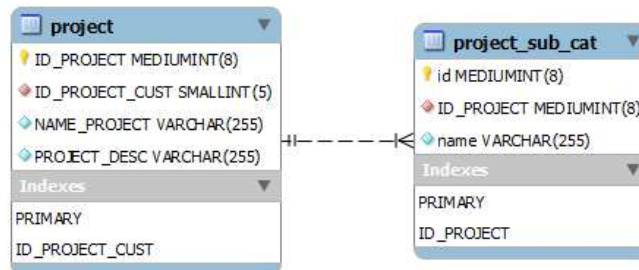 project
ID_PROJECT MEDIUMINT(8)
ID_PROJECT_CUST SMALLINT(5)
NAME_PROJECT VARCHAR(255)
PROJECT_DESC VARCHAR(255)
Indexes
PRIMARY
ID_PROJECT_CUST
project_sub_cat
id MEDIUMINT(8)
ID_PROJECT MEDIUMINT(8)
name VARCHAR(255)
Indexes
PRIMARY
ID_PROJECT